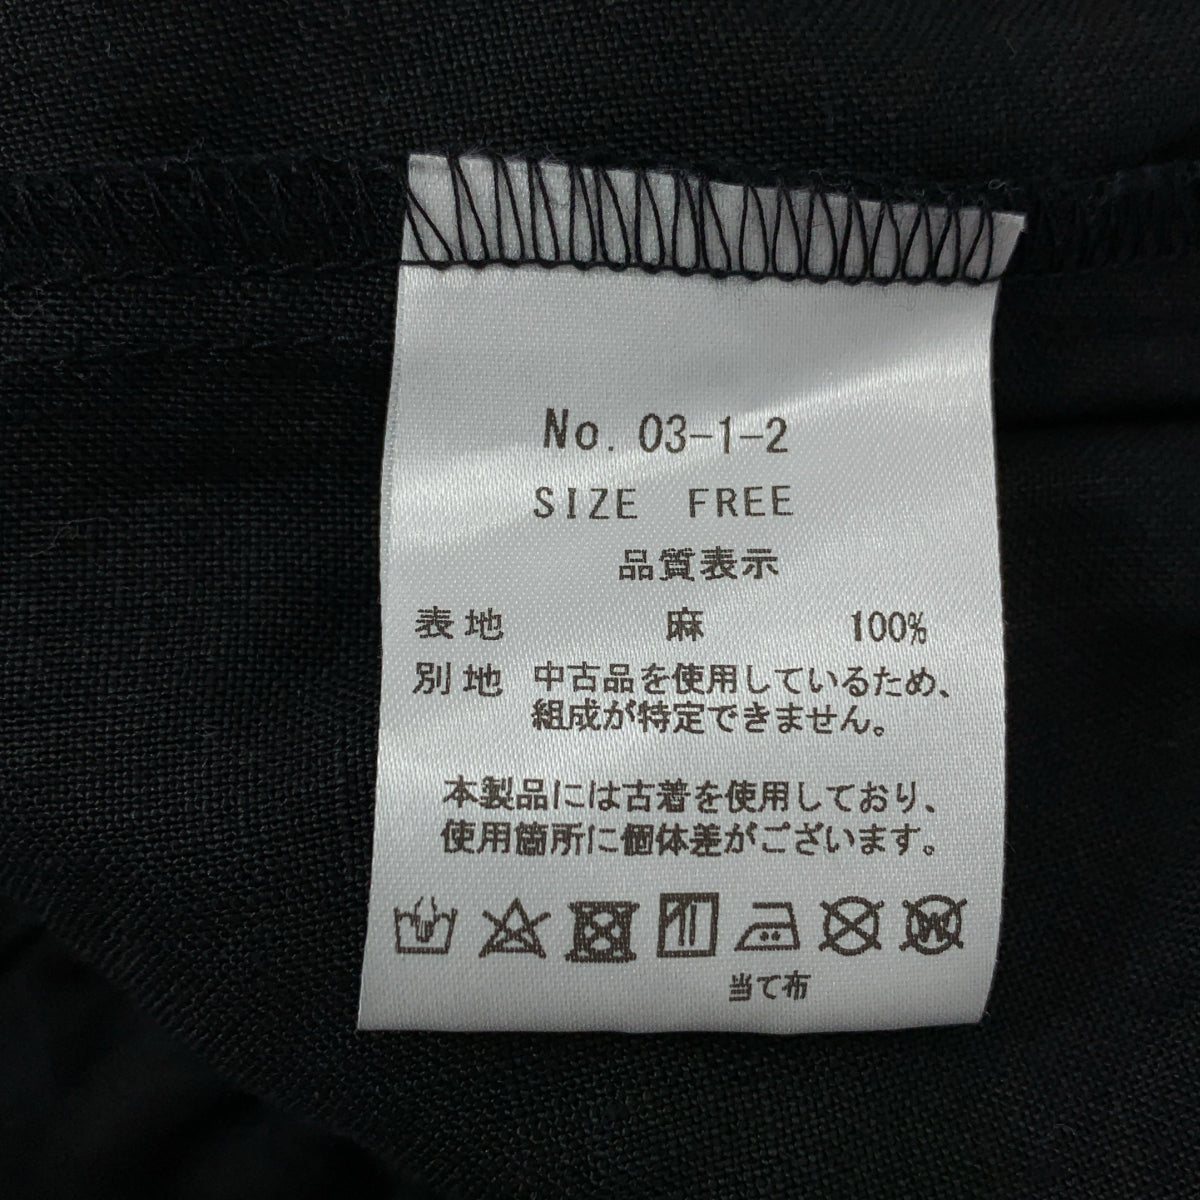 No. 03-1-2
SIZE FREE
品質表示
表地 麻 100%
別地 中古品を使用しているため、
組成が特定できません。
本製品には古着を使用しており、
使用箇所に個体差がございます。
当て布